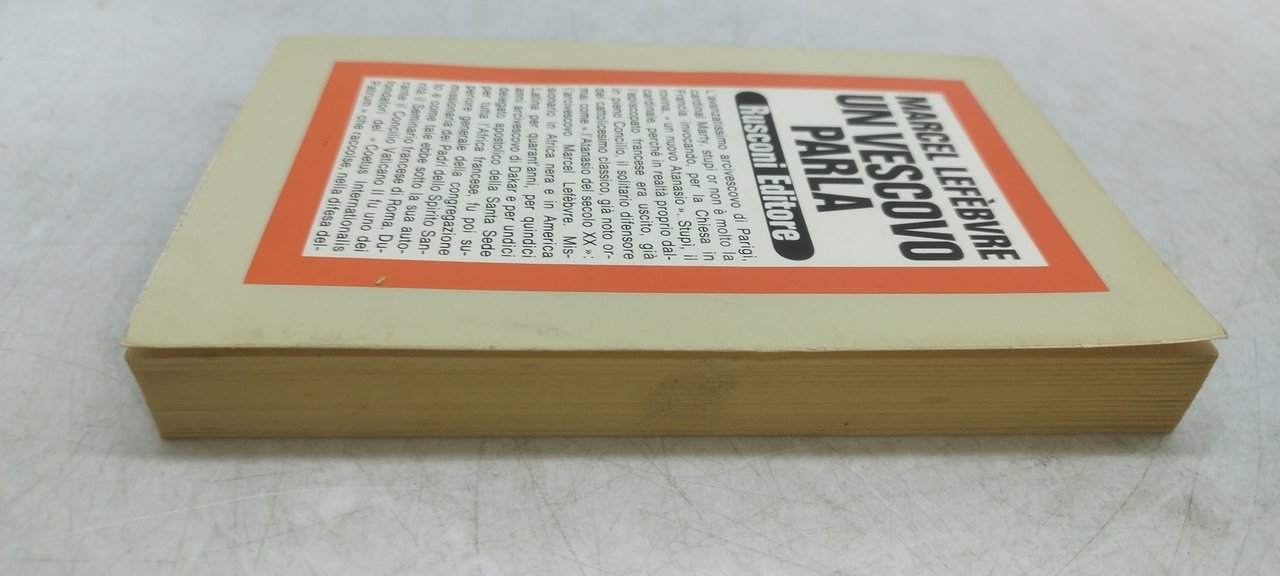 MARCEL LEFÈBVRE
UN VESCOVO
PARLA
Rusconi Editore
L'avanzatissimo arcivescovo di Parigi,
cardinal Marty, stupì or non è molto la
Francia invocando, per la Chiesa in
rovina, « un nuovo Atanasio ». Stupì, il
cardinale, perché in realtà proprio dal-
l'episcopato francese era uscito, già
in pieno Concilio, il solitario difensore
del cattolicesimo classico, già noto or-
ma come « l'Atanasio del secolo XX »:
l'arcivescovo Marcel Lefèbvre. Mis-
sionario in Africa nera e in America
Latina per quarant'anni, per quindici
anni arcivescovo di Dakar e per undici
delegato apostolico della Santa Sede
per tutta l'Africa francese, fu poi su-
periore generale della congregazione
missionaria dei Padri dello Spirito San-
to e come tale ebbe sotto la sua auto-
rità il Seminario francese di Roma. Du-
rante il Concilio Vaticano II fu uno dei
fondatori del « Coetus Internationalis
Patrum » che raccolse, nella difesa del-